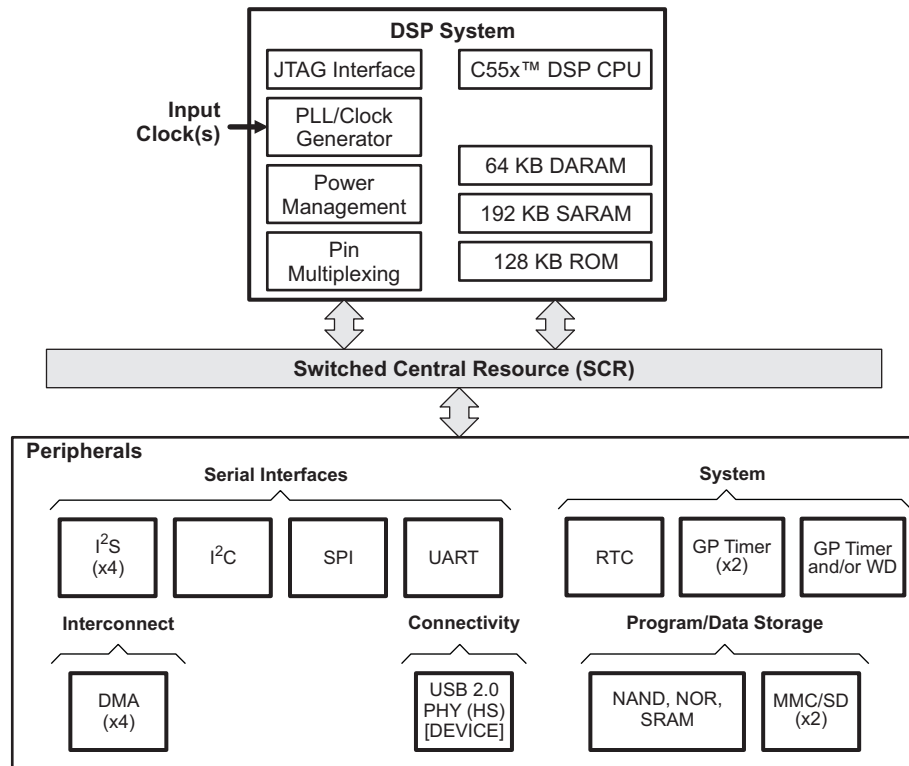 DSP System
JTAG Interface
C55x™ DSP CPU
Input
Clock(s)
PLL/Clock
Generator
64 KB DARAM
Power
Management
192 KB SARAM
Pin
Multiplexing
128 KB ROM
Switched Central Resource (SCR)
Peripherals
Serial Interfaces
System
I²S
(x4)
I²C
SPI
UART
RTC
GP Timer
(x2)
GP Timer
and/or WD
Interconnect
Connectivity
Program/Data Storage
DMA
(x4)
USB 2.0
PHY (HS)
[DEVICE]
NAND, NOR,
SRAM
MMC/SD
(x2)